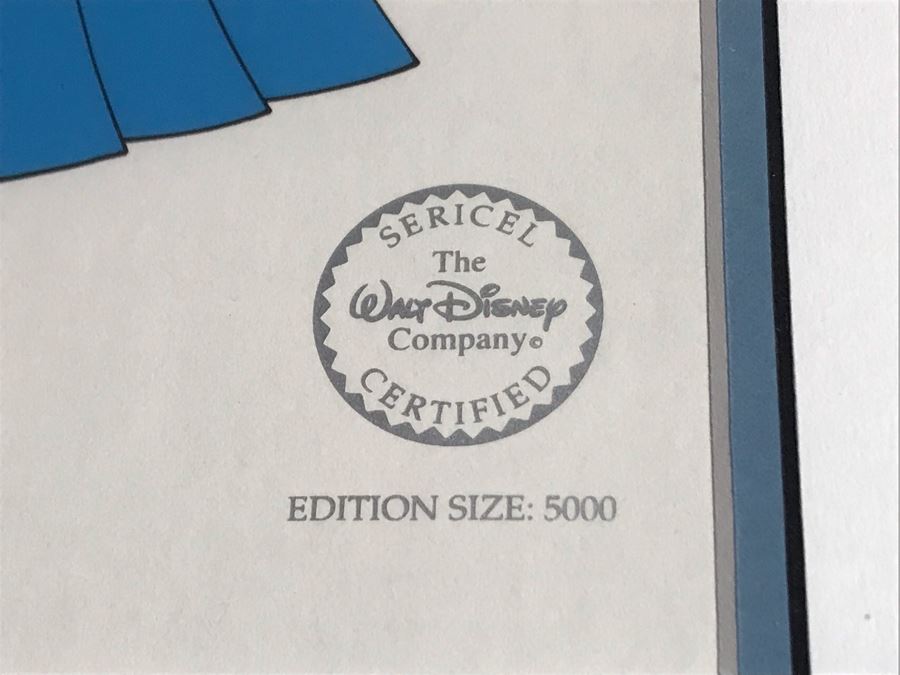 SERICEL
The
WALT DISNEY
Company©
CERTIFIED
EDITION SIZE: 5000